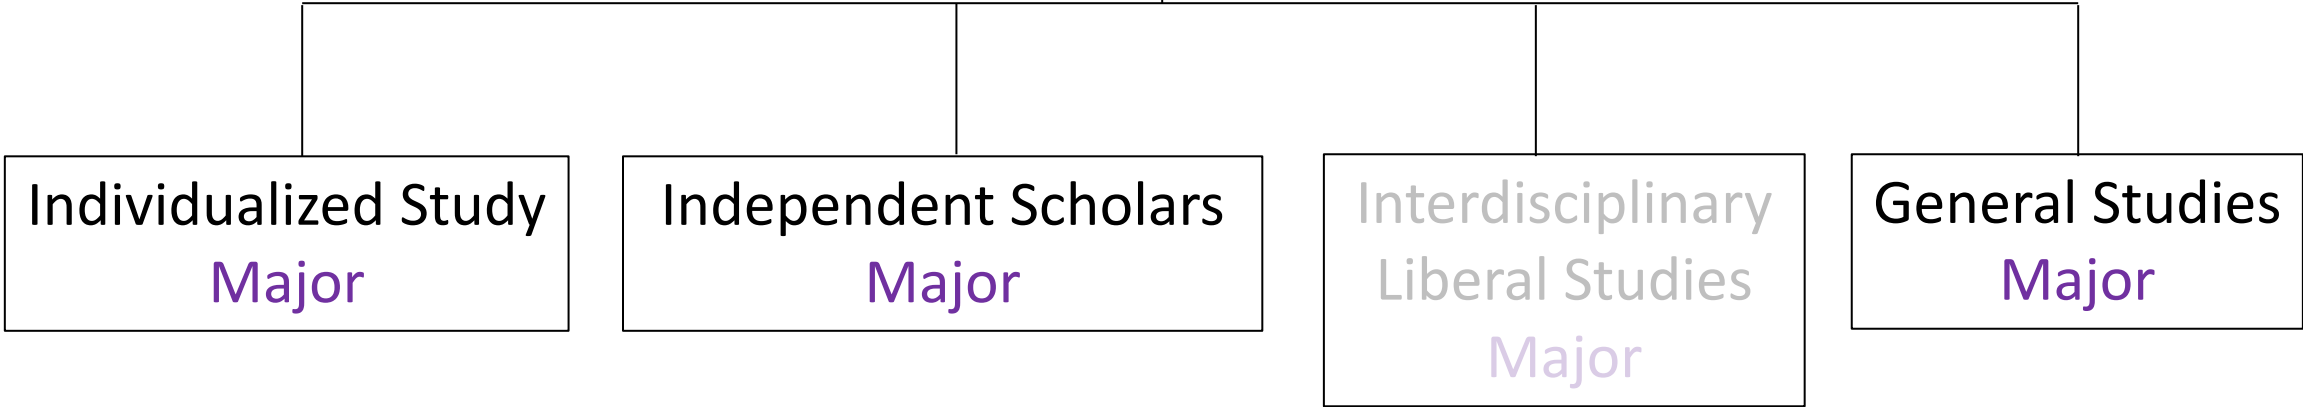 Individualized Study
Major
Independent Scholars
Major
Interdisciplinary
Liberal Studies
Major
General Studies
Major